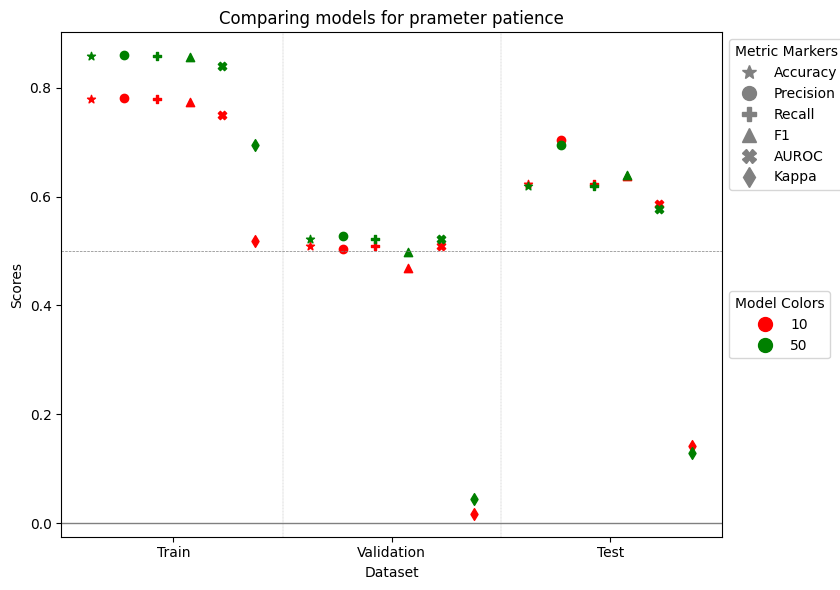 Comparing models for prameter patience
Scores
0.8
0.6
0.4
0.2
0.0
Train
Validation
Test
Dataset
Metric Markers
Accuracy
Precision
Recall
F1
AUROC
Kappa
Model Colors
10
50